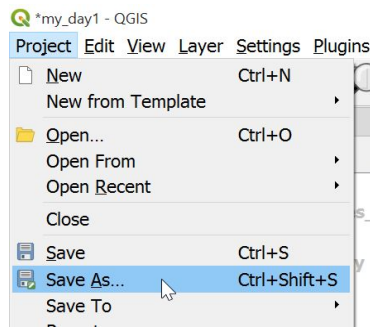 *my_day1 - QGIS
Project Edit View Layer Settings Plugins
New Ctrl+N
New from Template
Open... Ctrl+O
Open From
Open Recent
Close
Save Ctrl+S
Save As... Ctrl+Shift+S
Save To